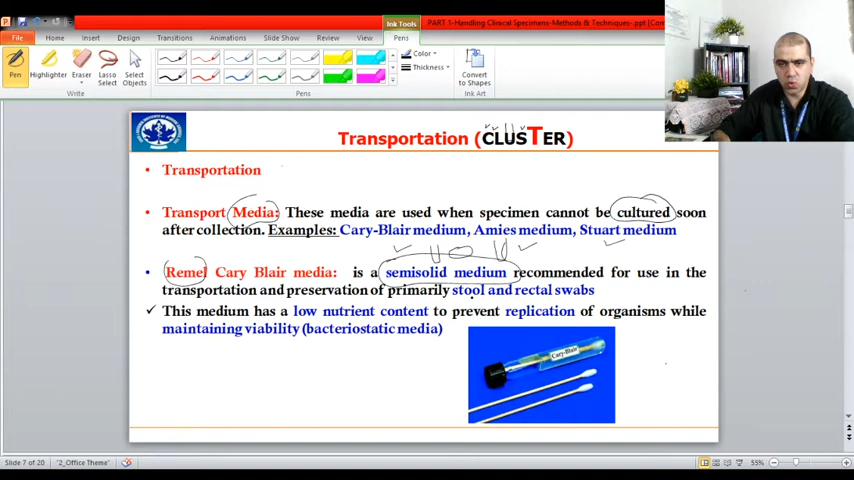 Ink Tools
PART 1-Handling Clinical Specimens-Methods & Techniques-.ppt [Com
File Home Insert Design Transitions Animations Slide Show Review View Pens
Pen Highlighter Eraser Lasso Select Select Objects
Color
Thickness
Convert to Shapes
Write Pens Ink Art
Transportation (CLUSTER)
• Transportation
• Transport Media: These media are used when specimen cannot be cultured soon
after collection. Examples: Cary-Blair medium, Amies medium, Stuart medium
• Remel Cary Blair media: is a semisolid medium recommended for use in the
transportation and preservation of primarily stool and rectal swabs
✓ This medium has a low nutrient content to prevent replication of organisms while
maintaining viability (bacteriostatic media)
Cary-Blair
Slide 7 of 20 "2_Office Theme" 55%